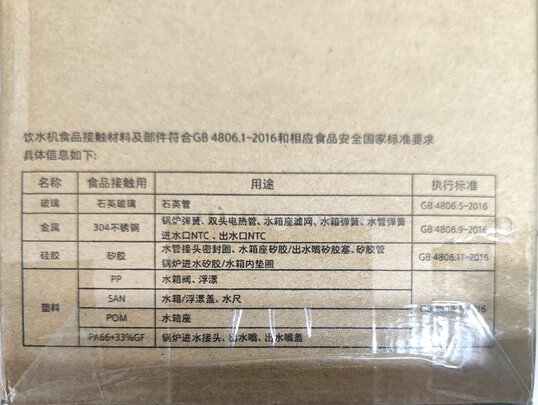 饮水机食品接触材料及部件符合GB 4806.1-2016和相应食品安全国家标准要求
具体信息如下:
名称 食品接触用 用途 执行标准
玻璃 石英玻璃 石英管 GB 4806.5-2016
金属 304不锈钢 锅炉弹簧、双头电热管、水箱座滤网、水箱弹簧、水管弹簧
进水口NTC、出水口NTC GB 4806.9-2016
硅胶 矽胶 水管接头密封圈、水箱座矽胶/出水嘴矽胶塞、矽胶管
锅炉进水矽胶/水箱内垫圈 GB 4806.11-2016
塑料 PP 水箱阀、浮漂
SAN 水箱/浮漂盖、水尺
POM 水箱座
PA66+33%GF 锅炉进水接头、出水嘴、出水嘴盖